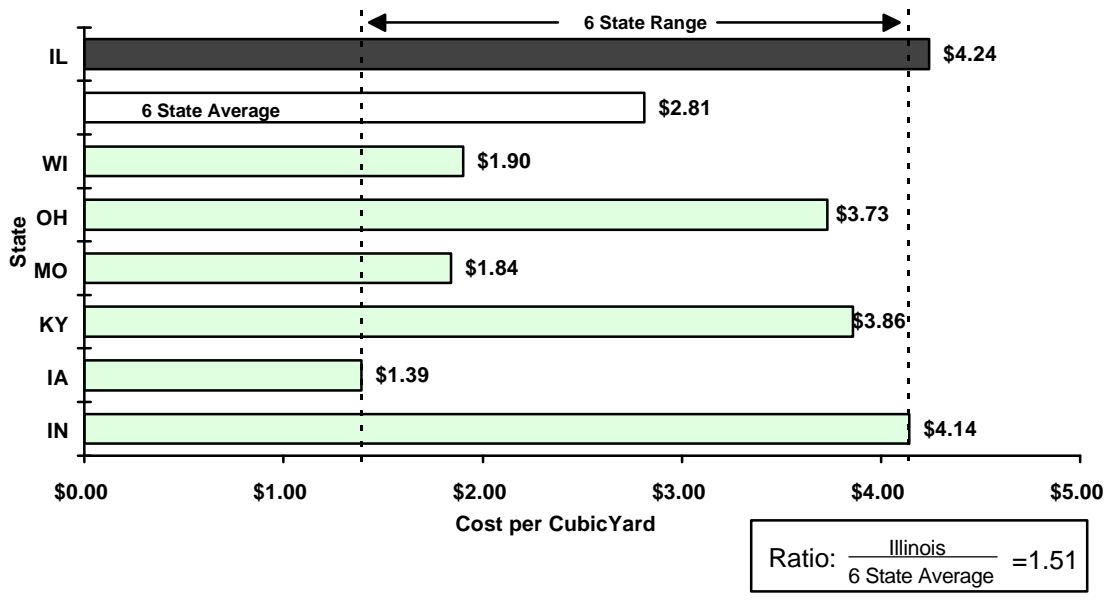 6 State Range
IL
$4.24
6 State Average
$2.81
WI
$1.90
OH
$3.73
State
MO
$1.84
KY
$3.86
IA
$1.39
IN
$4.14
$0.00 $1.00 $2.00 $3.00 $4.00 $5.00
Cost per CubicYard
Ratio: Illinois
6 State Average =1.51